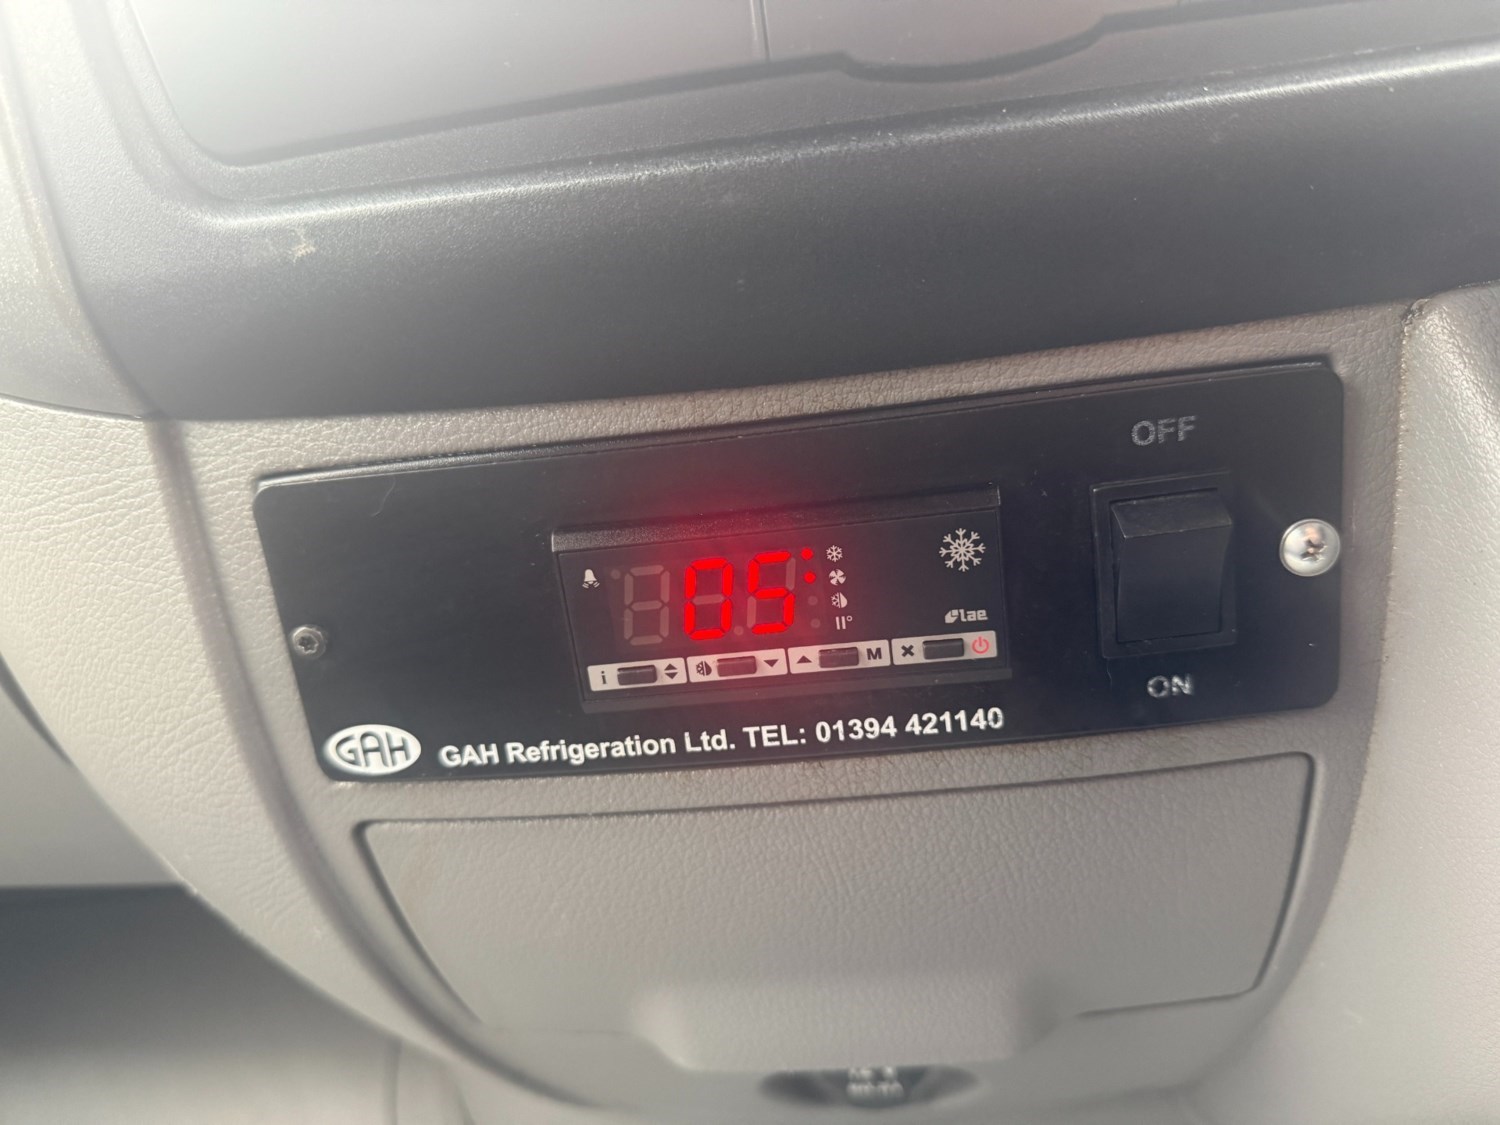 OFF
05
lae
i M
ON
GAH GAH Refrigeration Ltd. TEL: 01394 421140